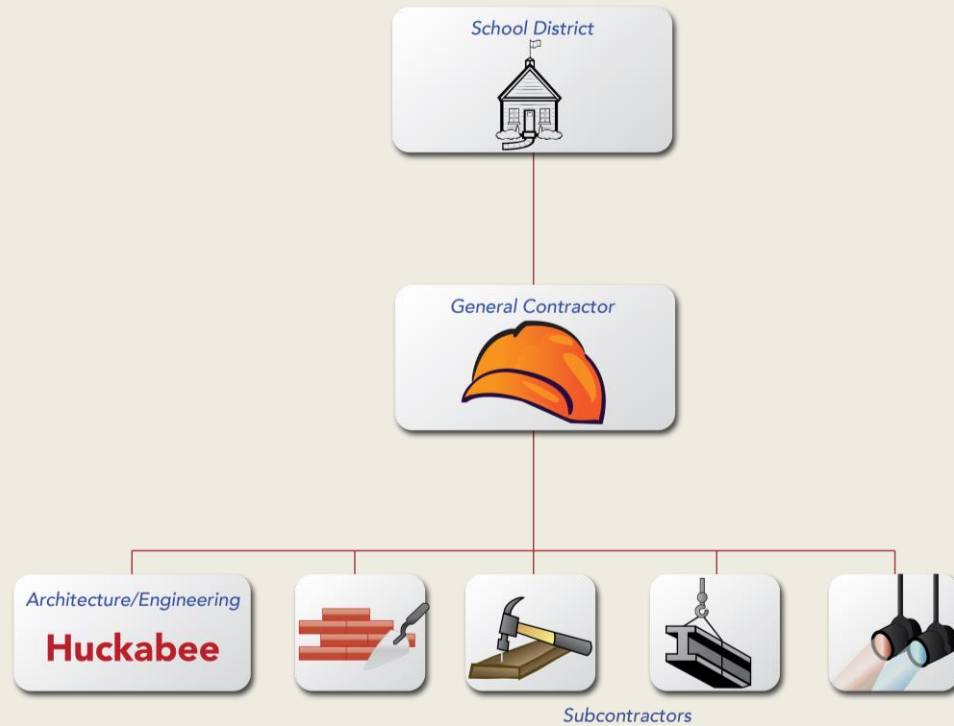 School District
General Contractor
Architecture/Engineering
Huckabee
Subcontractors